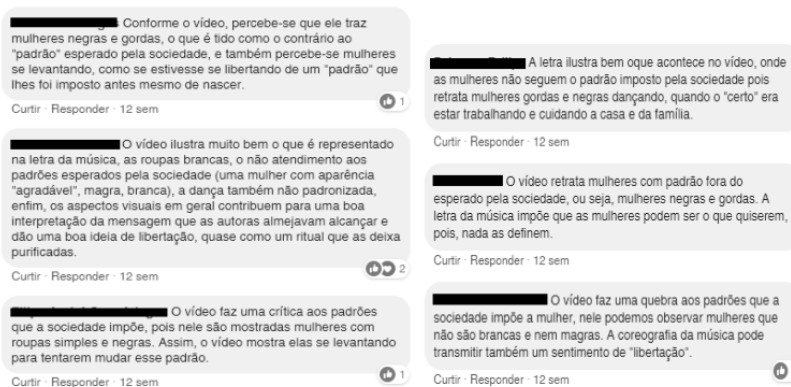 Conforme o vídeo, percebe-se que ele traz
mulheres negras e gordas, o que é tido como o contrário ao
"padrão" esperado pela sociedade, e também percebe-se mulheres
se levantando, como se estivesse se libertando de um "padrão" que
lhes foi imposto antes mesmo de nascer.
1
Curtir · Responder · 12 sem
O vídeo ilustra muito bem o que é representado
na letra da música, as roupas brancas, o não atendimento aos
padrões esperados pela sociedade (uma mulher com aparência
"agradável", magra, branca), a dança também não padronizada,
enfim, os aspectos visuais em geral contribuem para uma boa
interpretação da mensagem que as autoras almejavam alcançar e
dão uma boa ideia de libertação, quase como um ritual que as deixa
purificadas.
2
Curtir · Responder · 12 sem
O vídeo faz uma crítica aos padrões
que a sociedade impõe, pois nele são mostradas mulheres com
roupas simples e negras. Assim, o vídeo mostra elas se levantando
para tentarem mudar esse padrão.
1
Curtir · Responder · 12 sem
A letra ilustra bem oque acontece no vídeo, onde
as mulheres não seguem o padrão imposto pela sociedade pois
retrata mulheres gordas e negras dançando, quando o "certo" era
estar trabalhando e cuidando a casa e da família.
Curtir · Responder · 12 sem
O vídeo retrata mulheres com padrão fora do
esperado pela sociedade, ou seja, mulheres negras e gordas. A
letra da música impõe que as mulheres podem ser o que quiserem,
pois, nada as definem.
Curtir · Responder · 12 sem
O vídeo faz uma quebra aos padrões que a
sociedade impõe a mulher, nele podemos observar mulheres que
não são brancas e nem magras. A coreografia da música pode
transmitir também um sentimento de "libertação".
Curtir · Responder · 12 sem